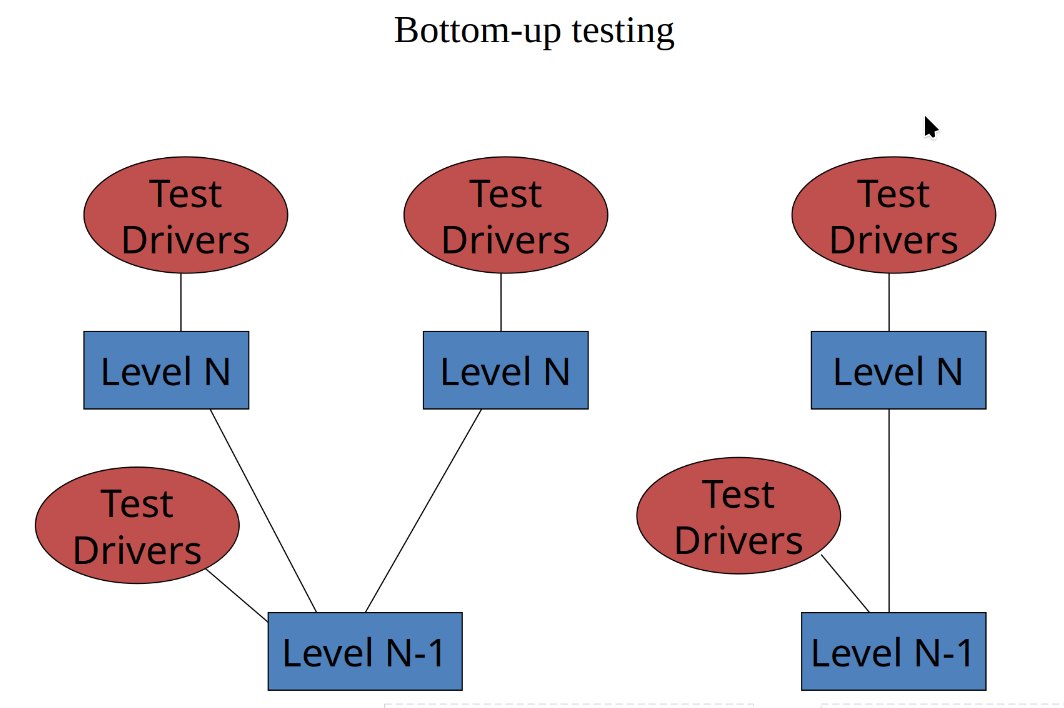 Bottom-up testing
Test
Drivers
Test
Drivers
Test
Drivers
Level N
Level N
Level N
Test
Drivers
Test
Drivers
Level N-1
Level N-1